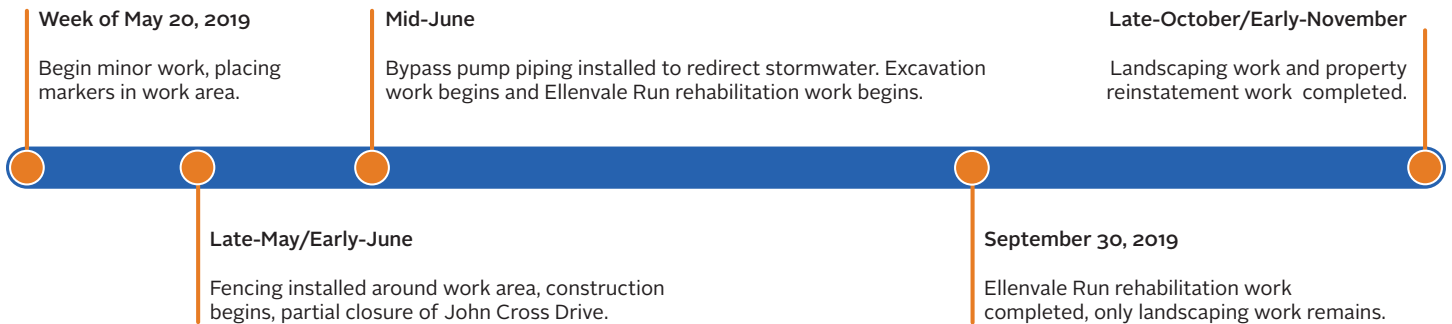 Week of May 20, 2019
Begin minor work, placing
markers in work area.
Mid-June
Bypass pump piping installed to redirect stormwater. Excavation
work begins and Ellenvale Run rehabilitation work begins.
Late-October/Early-November
Landscaping work and property
reinstatement work completed.
Late-May/Early-June
Fencing installed around work area, construction
begins, partial closure of John Cross Drive.
September 30, 2019
Ellenvale Run rehabilitation work
completed, only landscaping work remains.